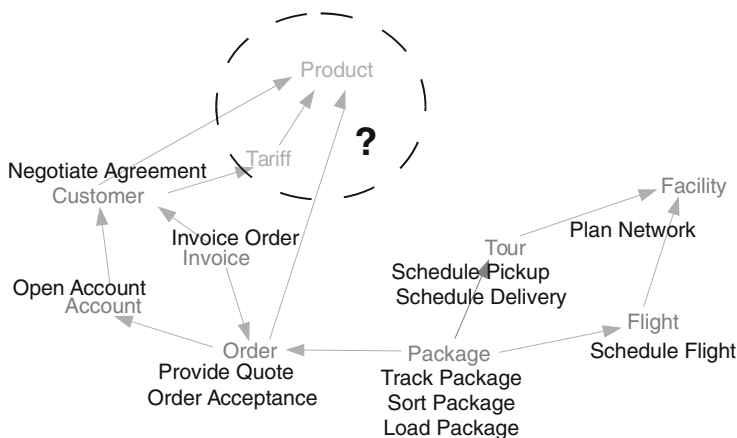 Product
?
Tariff
Negotiate Agreement
Customer
Facility
Invoice Order
Invoice
Plan Network
Tour
Schedule Pickup
Schedule Delivery
Open Account
Account
Flight
Schedule Flight
Order
Provide Quote
Order Acceptance
Package
Track Package
Sort Package
Load Package